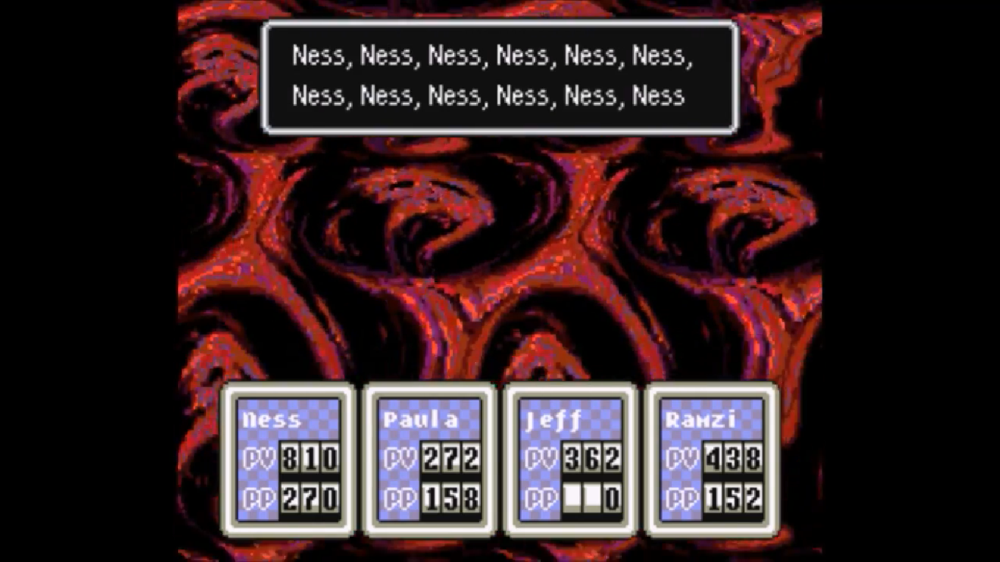 Ness, Ness, Ness, Ness, Ness, Ness,
Ness, Ness, Ness, Ness, Ness, Ness
Ness
PV 810
PP 270
Paula
PV 272
PP 158
Jeff
PV 362
PP 0
Ramzi
PV 438
PP 152